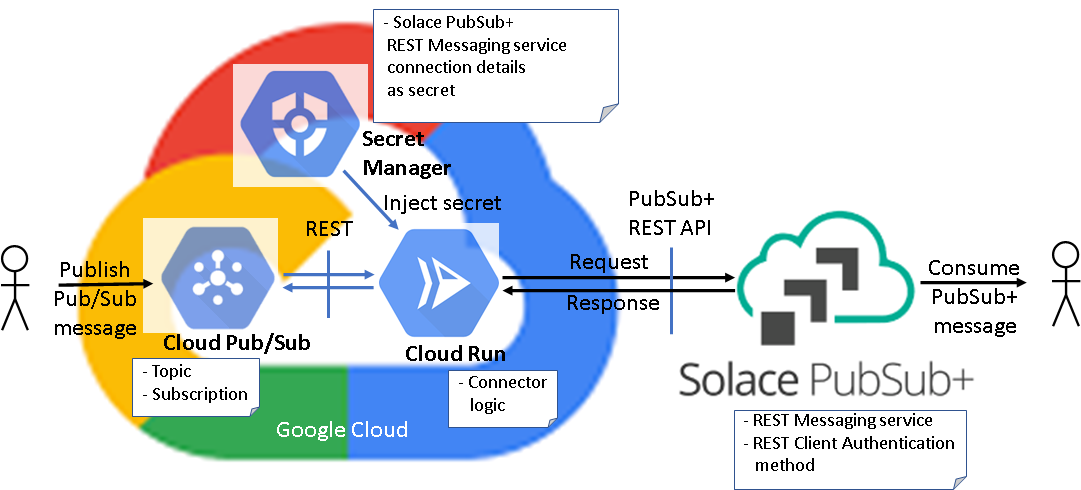 - Solace PubSub+
REST Messaging service
connection details
as secret
Secret
Manager
Inject secret
REST
PubSub+
REST API
Publish
Pub/Sub
message
Request
Response
Consume
PubSub+
message
Cloud Pub/Sub
- Topic
- Subscription
Cloud Run
- Connector
logic
Google Cloud
Solace PubSub+
- REST Messaging service
- REST Client Authentication
method